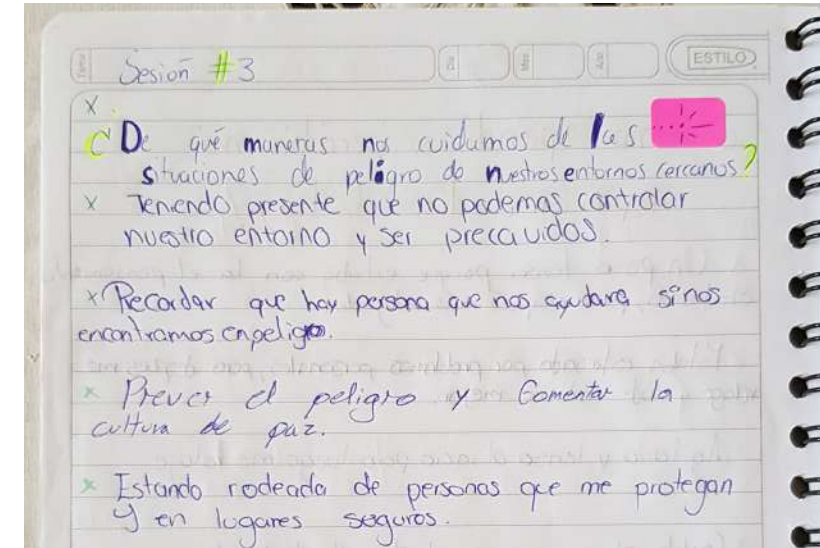 Sesión #3
ESTILO
¿De qué maneras nos cuidamos de las
situaciones de peligro de nuestros entornos cercanos?
x Teniendo presente que no podemos controlar
nuestro entorno y ser precavidos.
x Recordar que hay persona que nos ayudara si nos
encontramos en peligro.
x Prever el peligro y Fomentar la
cultura de paz.
x Estando rodeada de personas que me protegan
y en lugares seguros.